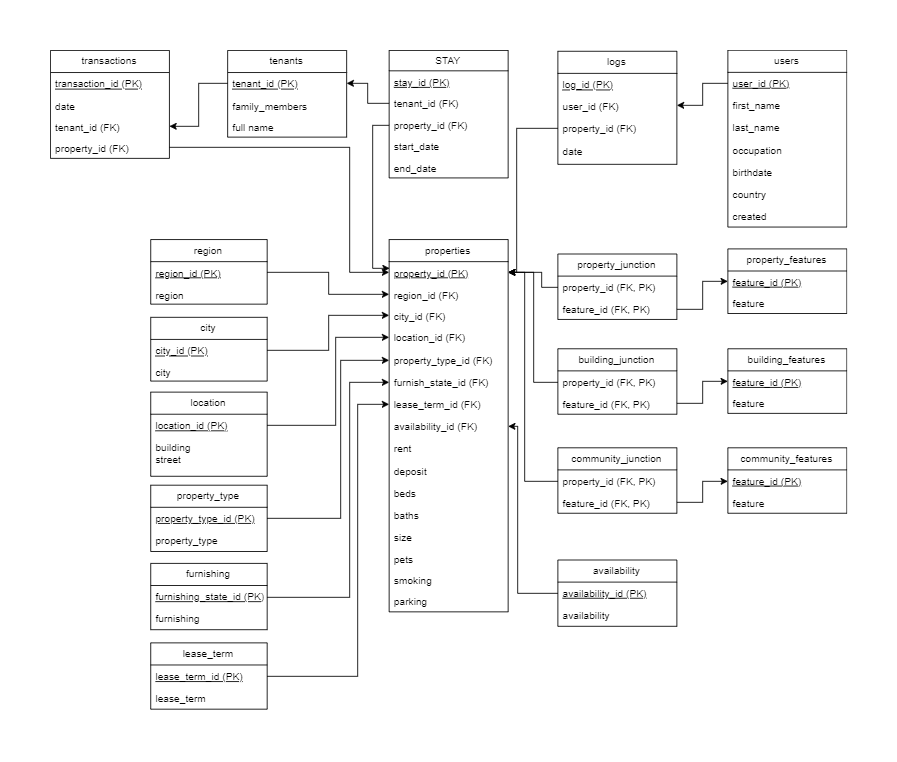 transactions
transaction_id (PK)
date
tenant_id (FK)
property_id (FK)
tenants
tenant_id (PK)
family_members
full name
STAY
stay_id (PK)
tenant_id (FK)
property_id (FK)
start_date
end_date
logs
log_id (PK)
user_id (FK)
property_id (FK)
date
users
user_id (PK)
first_name
last_name
occupation
birthdate
country
created
region
region_id (PK)
region
city
city_id (PK)
city
location
location_id (PK)
building
street
property_type
property_type_id (PK)
property_type
furnishing
furnishing_state_id (PK)
furnishing
lease_term
lease_term_id (PK)
lease_term
properties
property_id (PK)
region_id (FK)
city_id (FK)
location_id (FK)
property_type_id (FK)
furnish_state_id (FK)
lease_term_id (FK)
availability_id (FK)
rent
deposit
beds
baths
size
pets
smoking
parking
property_junction
property_id (FK, PK)
feature_id (FK, PK)
property_features
feature_id (PK)
feature
building_junction
property_id (FK, PK)
feature_id (FK, PK)
building_features
feature_id (PK)
feature
community_junction
property_id (FK, PK)
feature_id (FK, PK)
community_features
feature_id (PK)
feature
availability
availability_id (PK)
availability